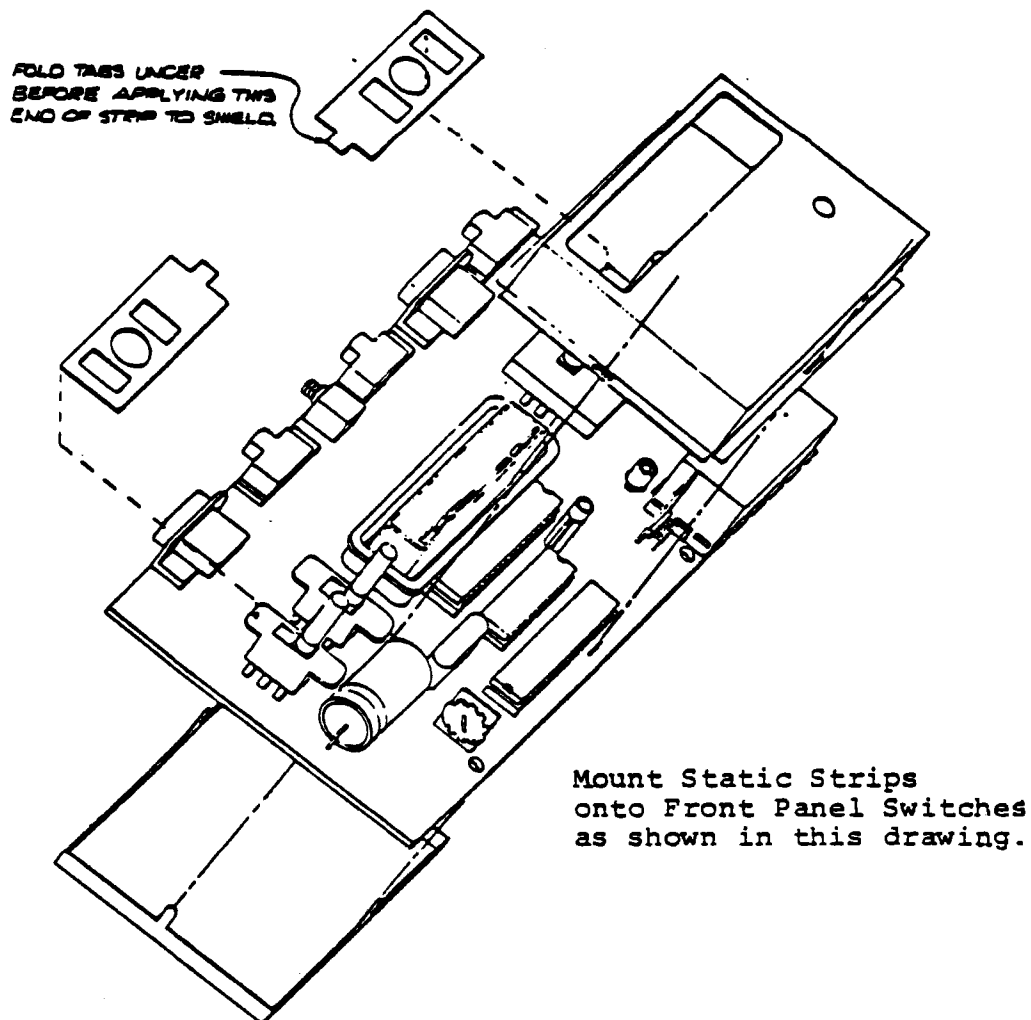 FOLD TABS UNDER
BEFORE APPLYING THIS
END OF STRIP TO SHIELD.
Mount Static Strips
onto Front Panel Switches
as shown in this drawing.